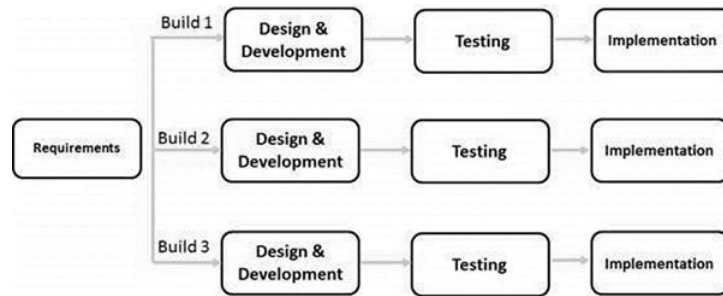 Build 1
Design &
Development
Testing
Implementation
Requirements
Build 2
Design &
Development
Testing
Implementation
Build 3
Design &
Development
Testing
Implementation